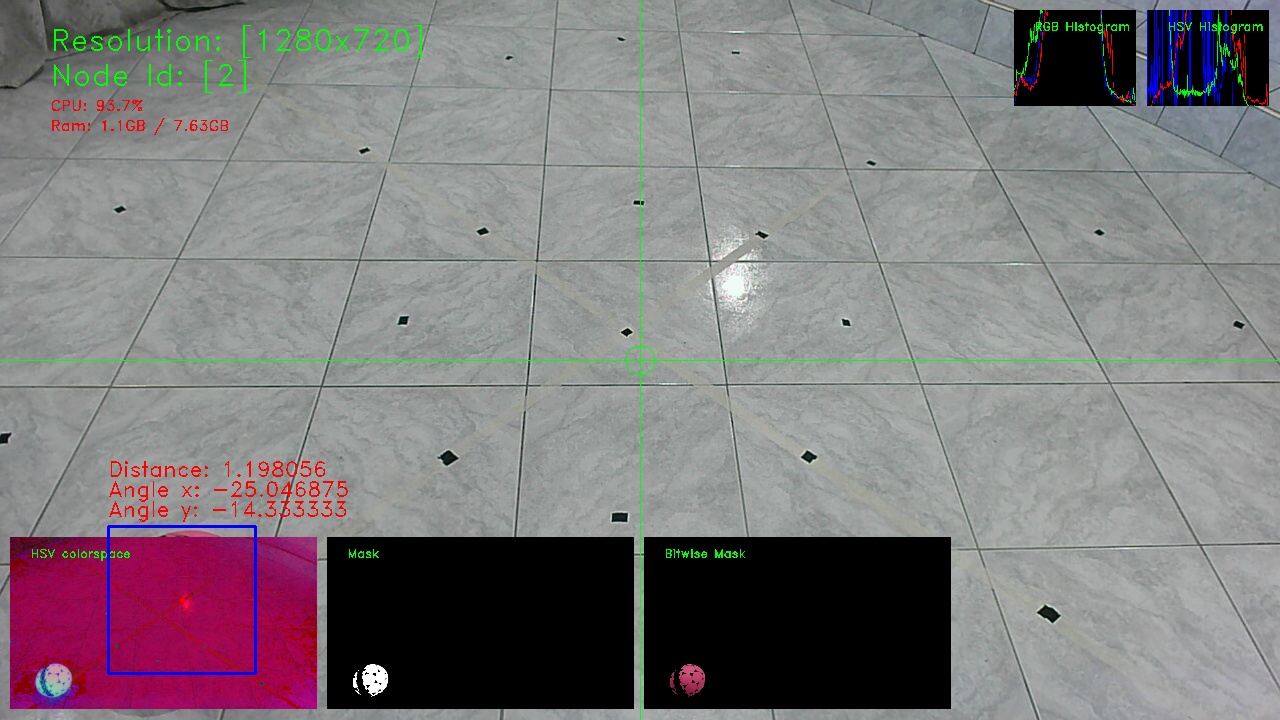 Resolution: [1280x720]
Node Id: [2]
CPU: 93.7%
Ram: 1.1GB / 7.63GB
RGB Histogram
HSV Histogram
Distance: 1.198056
Angle x: -25.046875
Angle y: -14.333333
HSV colorspace
Mask
Bitwise Mask